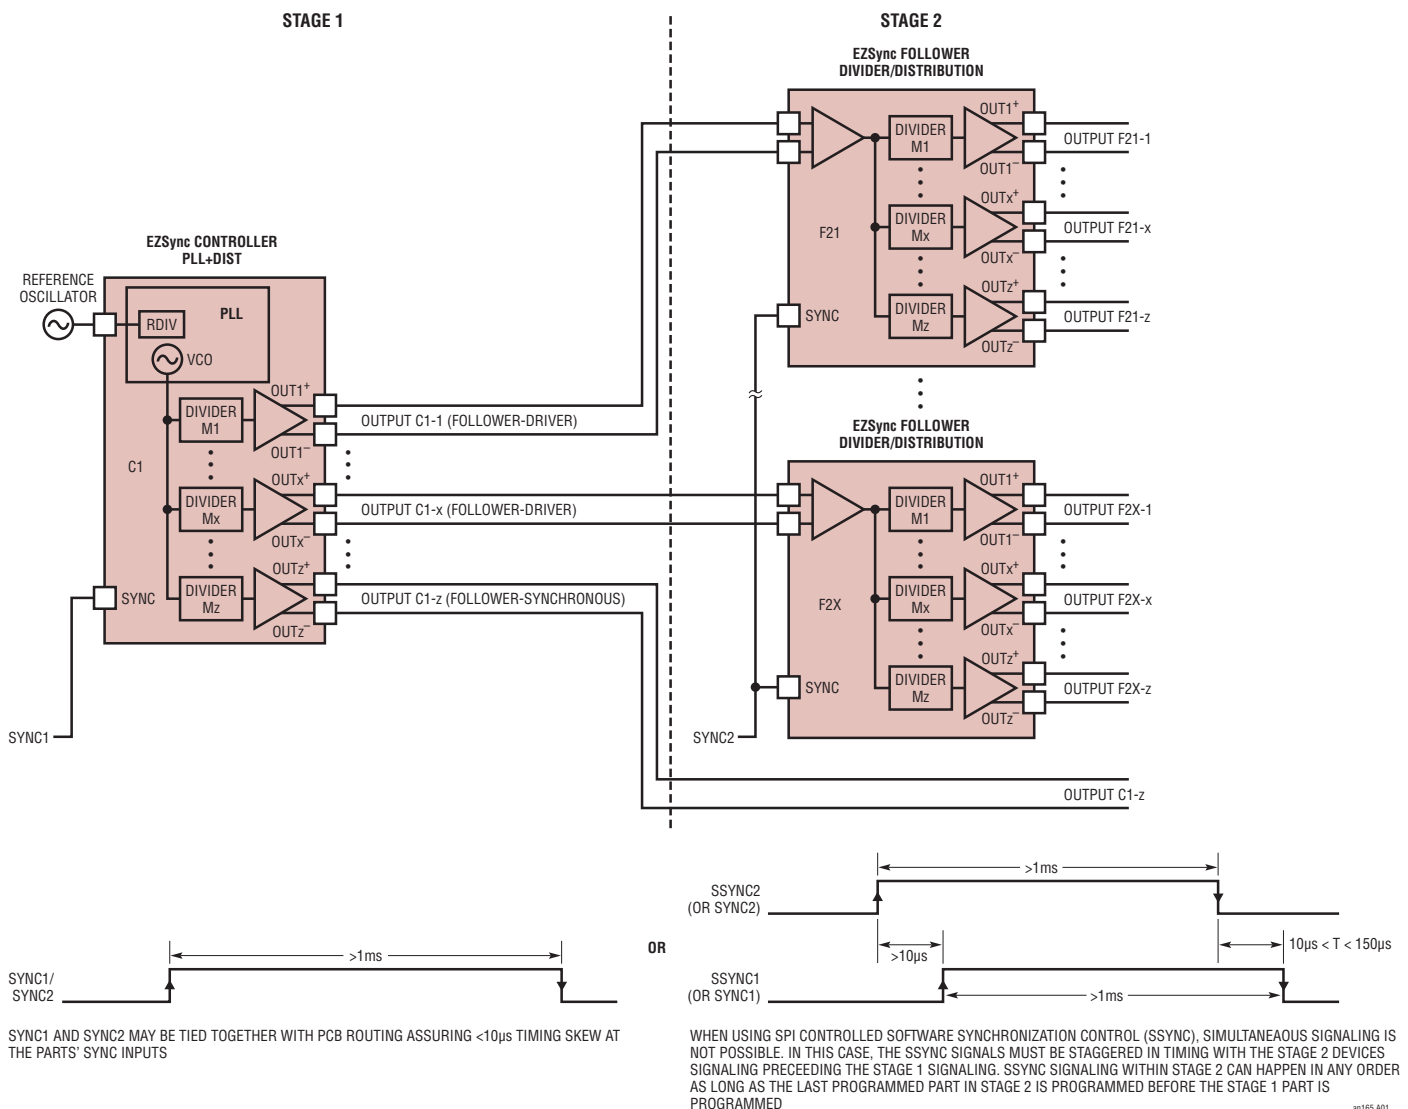 STAGE 1
STAGE 2
EZSync FOLLOWER
DIVIDER/DISTRIBUTION
OUT1+
DIVIDER
M1
OUTPUT F21-1
OUT1–
OUTx+
DIVIDER
Mx
F21
OUTPUT F21-x
OUTx–
OUTz+
SYNC
DIVIDER
Mz
OUTPUT F21-z
OUTz–
EZSync CONTROLLER
PLL+DIST
REFERENCE
OSCILLATOR
PLL
RDIV
VCO
OUT1+
DIVIDER
M1
OUTPUT C1-1 (FOLLOWER-DRIVER)
OUT1–
C1
OUTx+
DIVIDER
Mx
OUTPUT C1-x (FOLLOWER-DRIVER)
OUTx–
OUTz+
SYNC
DIVIDER
Mz
OUTPUT C1-z (FOLLOWER-SYNCHRONOUS)
OUTz–
SYNC1
EZSync FOLLOWER
DIVIDER/DISTRIBUTION
OUT1+
DIVIDER
M1
OUTPUT F2X-1
OUT1–
OUTx+
F2X
DIVIDER
Mx
OUTPUT F2X-x
OUTx–
OUTz+
SYNC
DIVIDER
Mz
OUTPUT F2X-z
OUTz–
SYNC2
OUTPUT C1-z
>1ms
SYNC1/
SYNC2
SYNC1 AND SYNC2 MAY BE TIED TOGETHER WITH PCB ROUTING ASSURING <10µs TIMING SKEW AT
THE PARTS' SYNC INPUTS
OR
>1ms
SSYNC2
(OR SYNC2)
>10µs
10µs < T < 150µs
SSYNC1
(OR SYNC1)
>1ms
WHEN USING SPI CONTROLLED SOFTWARE SYNCHRONIZATION CONTROL (SSYNC), SIMULTANEAOUS SIGNALING IS
NOT POSSIBLE. IN THIS CASE, THE SSYNC SIGNALS MUST BE STAGGERED IN TIMING WITH THE STAGE 2 DEVICES
SIGNALING PRECEEDING THE STAGE 1 SIGNALING. SSYNC SIGNALING WITHIN STAGE 2 CAN HAPPEN IN ANY ORDER
AS LONG AS THE LAST PROGRAMMED PART IN STAGE 2 IS PROGRAMMED BEFORE THE STAGE 1 PART IS
PROGRAMMED
an165 A01